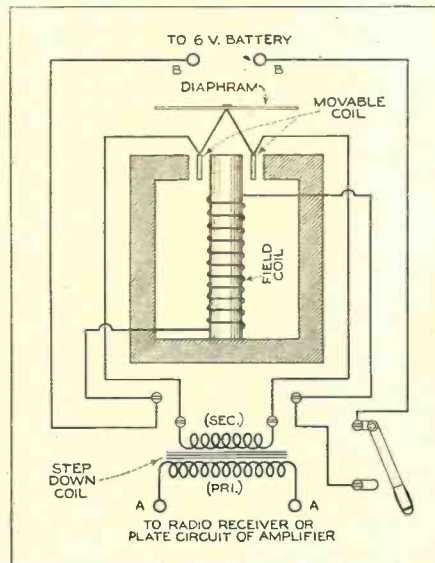 TO 6 V. BATTERY
B
B
DIAPHRAM
MOVABLE
COIL
FIELD
COIL
(SEC.)
STEP
DOWN
COIL
(PRI.)
A
A
TO RADIO RECEIVER OR
PLATE CIRCUIT OF AMPLIFIER